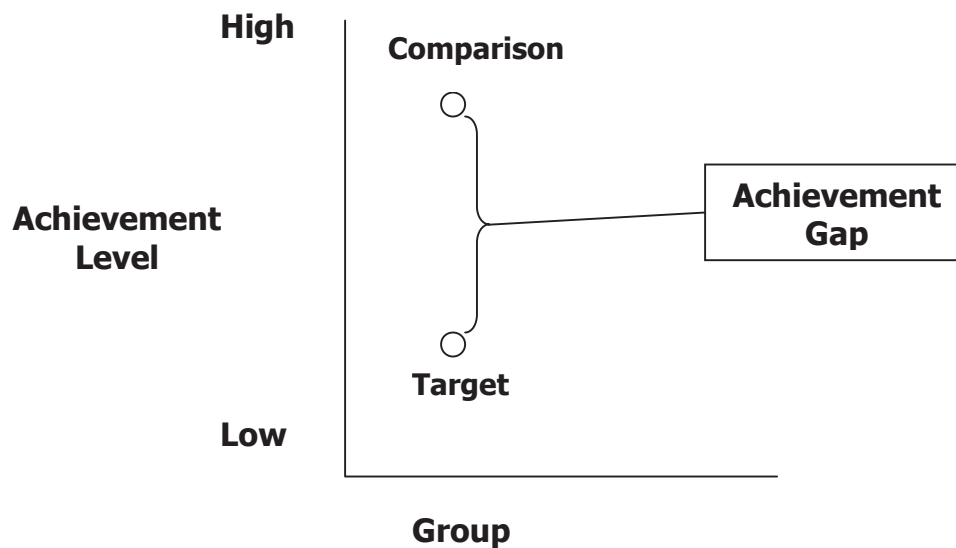 High
Comparison
Achievement
Level
Achievement
Gap
Target
Low
Group